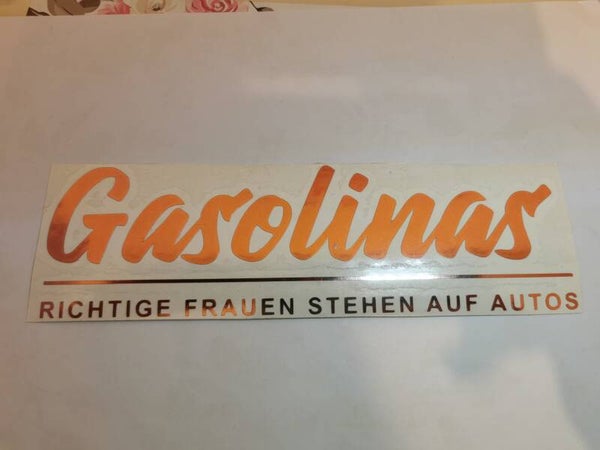 Gasolinas
RICHTIGE FRAUEN STEHEN AUF AUTOS